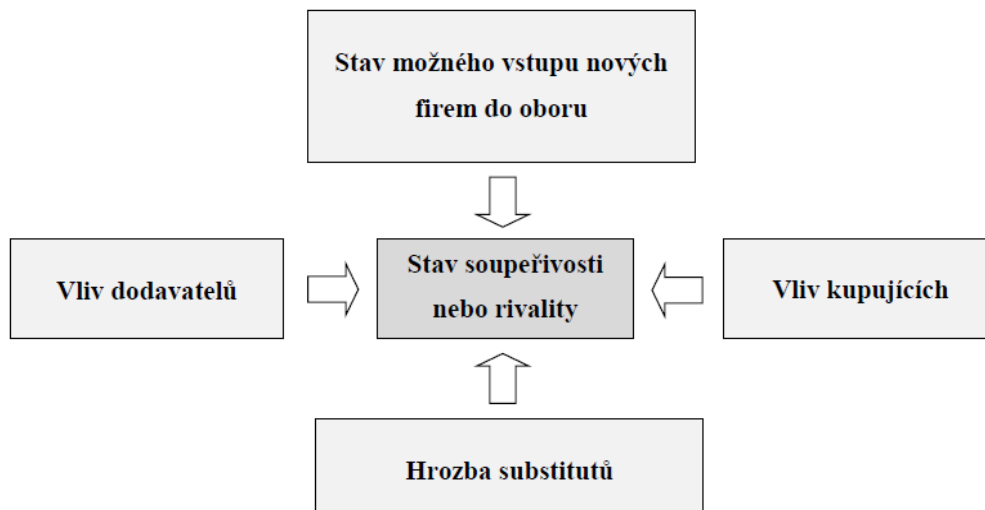 Stav možného vstupu nových
firem do oboru
Vliv dodavatelů
Stav soupeřivosti
nebo rivality
Vliv kupujících
Hrozba substitutů